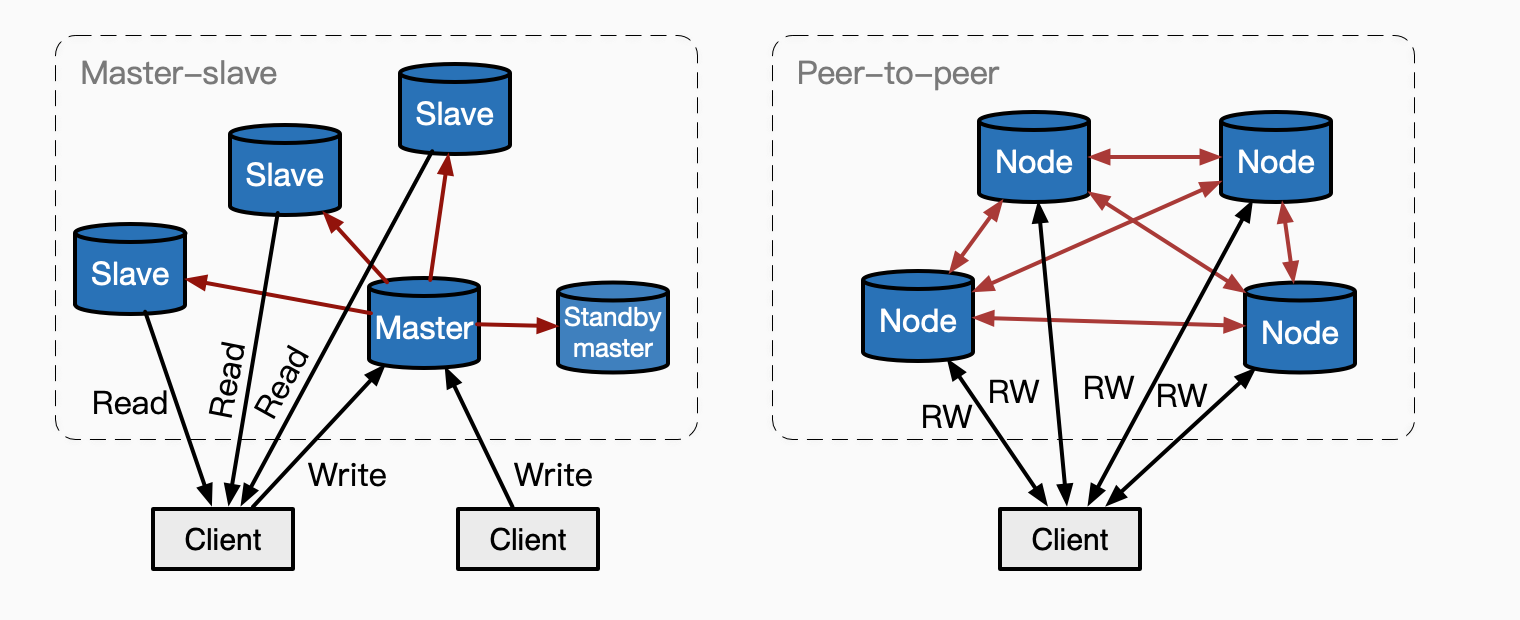 Master-slave
Slave
Slave
Slave
Master
Standby
master
Read
Read
Read
Write
Write
Client
Client
Peer-to-peer
Node
Node
Node
Node
RW
RW
RW
RW
Client